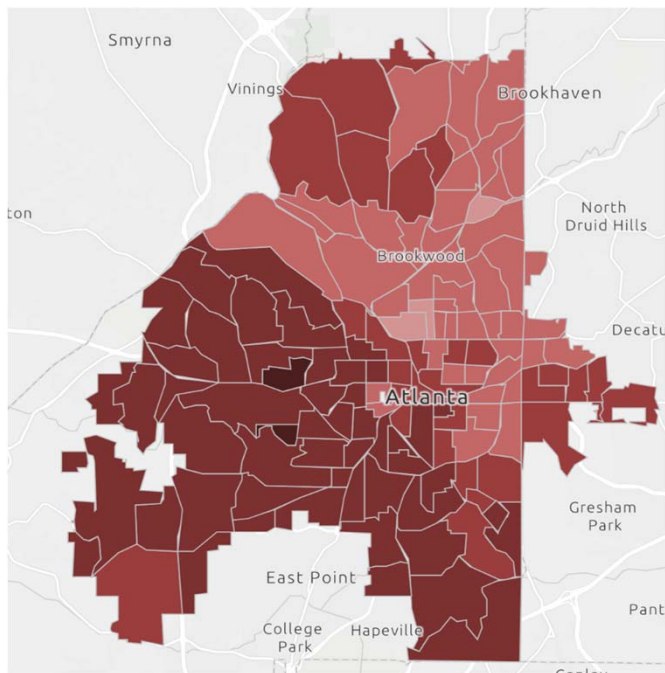 Smyrna
Vinings
Brookhaven
ton
North
Druid Hills
Brookwood
Decatu
Atlanta
Gresham
Park
East Point
Pant
College
Park
Hapeville